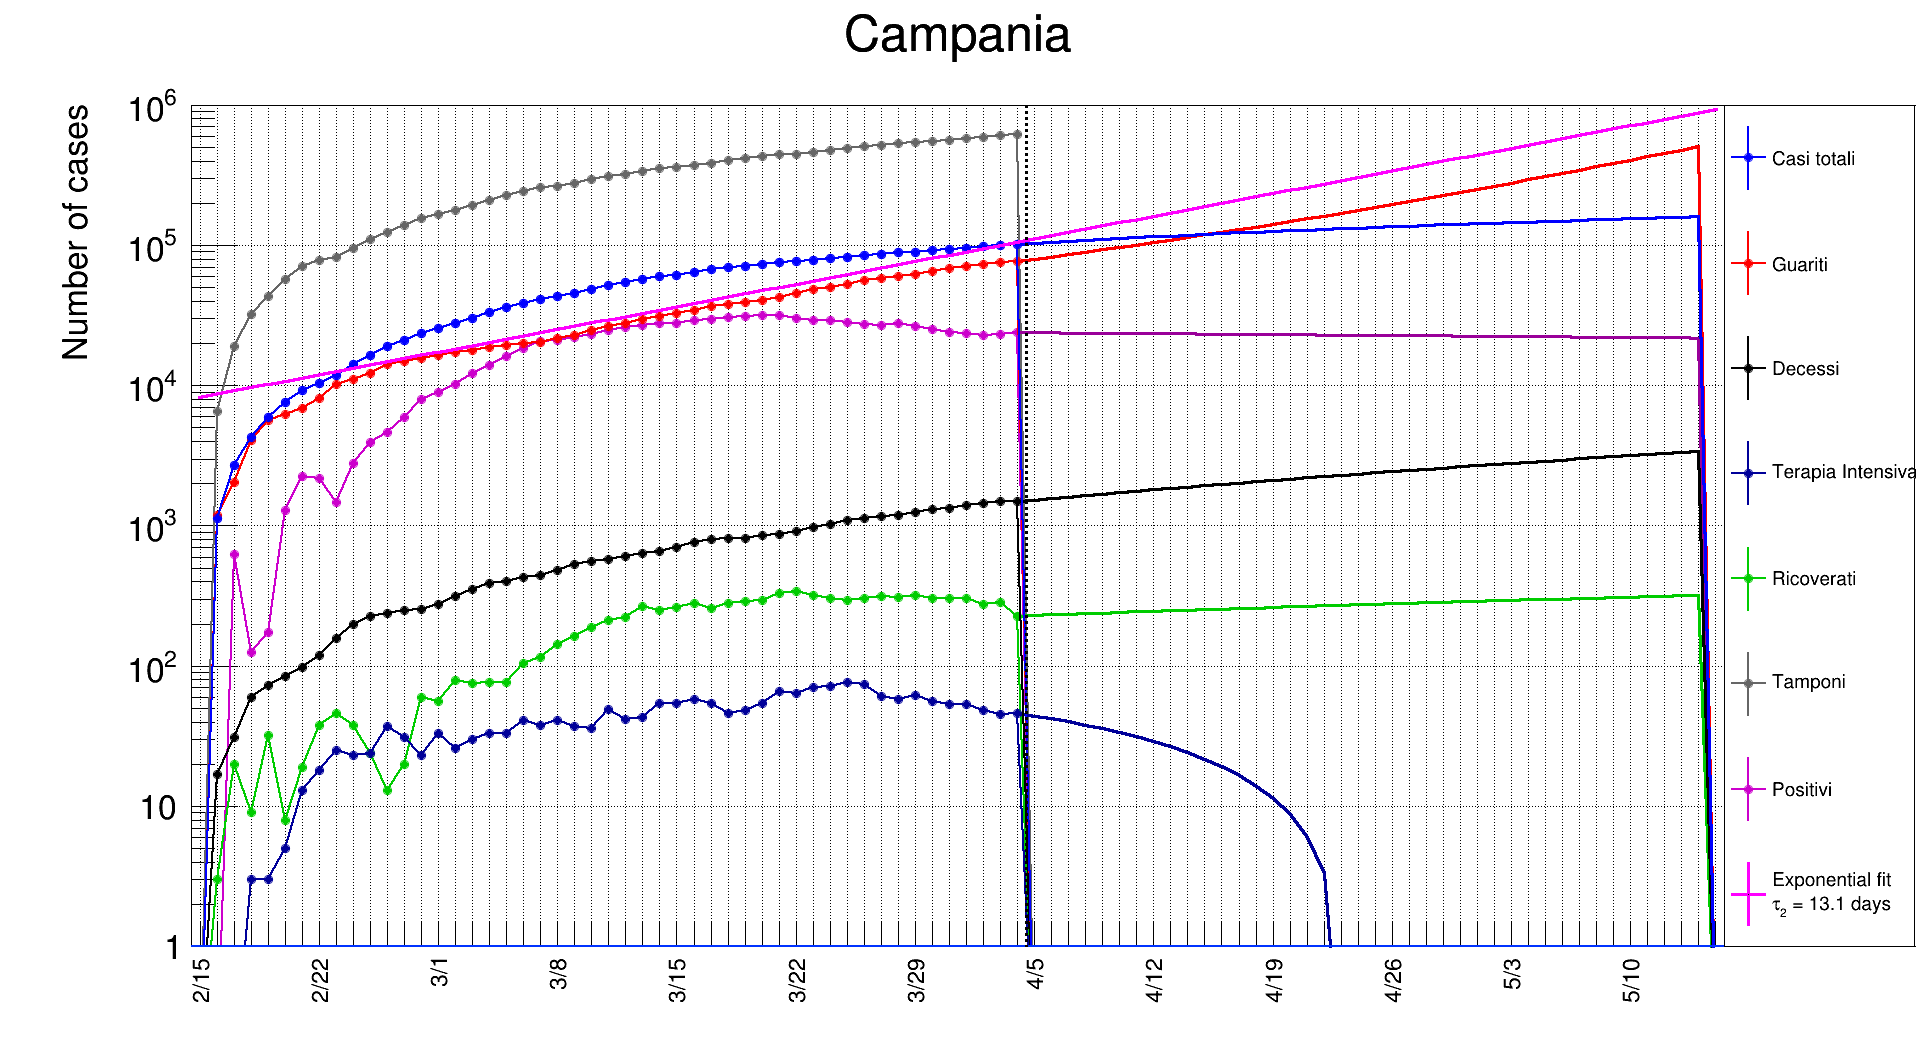 Campania
Number of cases
10^6
10^5
10^4
10^3
10^2
10
1
2/15
2/22
3/1
3/8
3/15
3/22
3/29
4/5
4/12
4/19
4/26
5/3
5/10
Casi totali
Guariti
Decessi
Terapia Intensiva
Ricoverati
Tamponi
Positivi
Exponential fit
τ₂ = 13.1 days